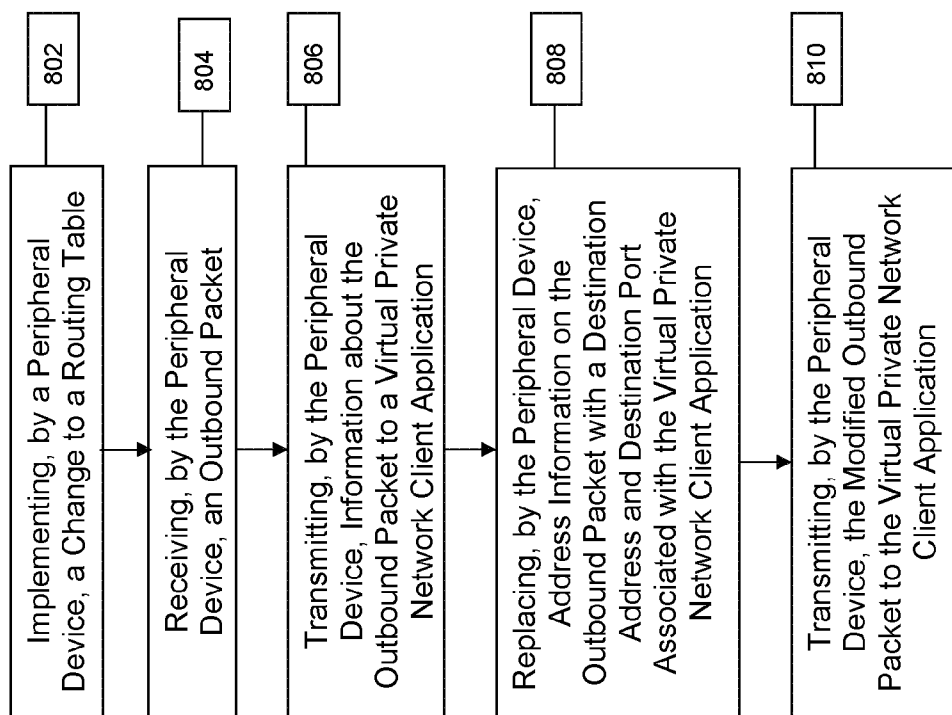 Implementing, by a Peripheral
Device, a Change to a Routing Table
802
Receiving, by the Peripheral
Device, an Outbound Packet
804
Transmitting, by the Peripheral
Device, Information about the
Outbound Packet to a Virtual Private
Network Client Application
806
Replacing, by the Peripheral Device,
Address Information on the
Outbound Packet with a Destination
Address and Destination Port
Associated with the Virtual Private
Network Client Application
808
Transmitting, by the Peripheral
Device, the Modified Outbound
Packet to the Virtual Private Network
Client Application
810